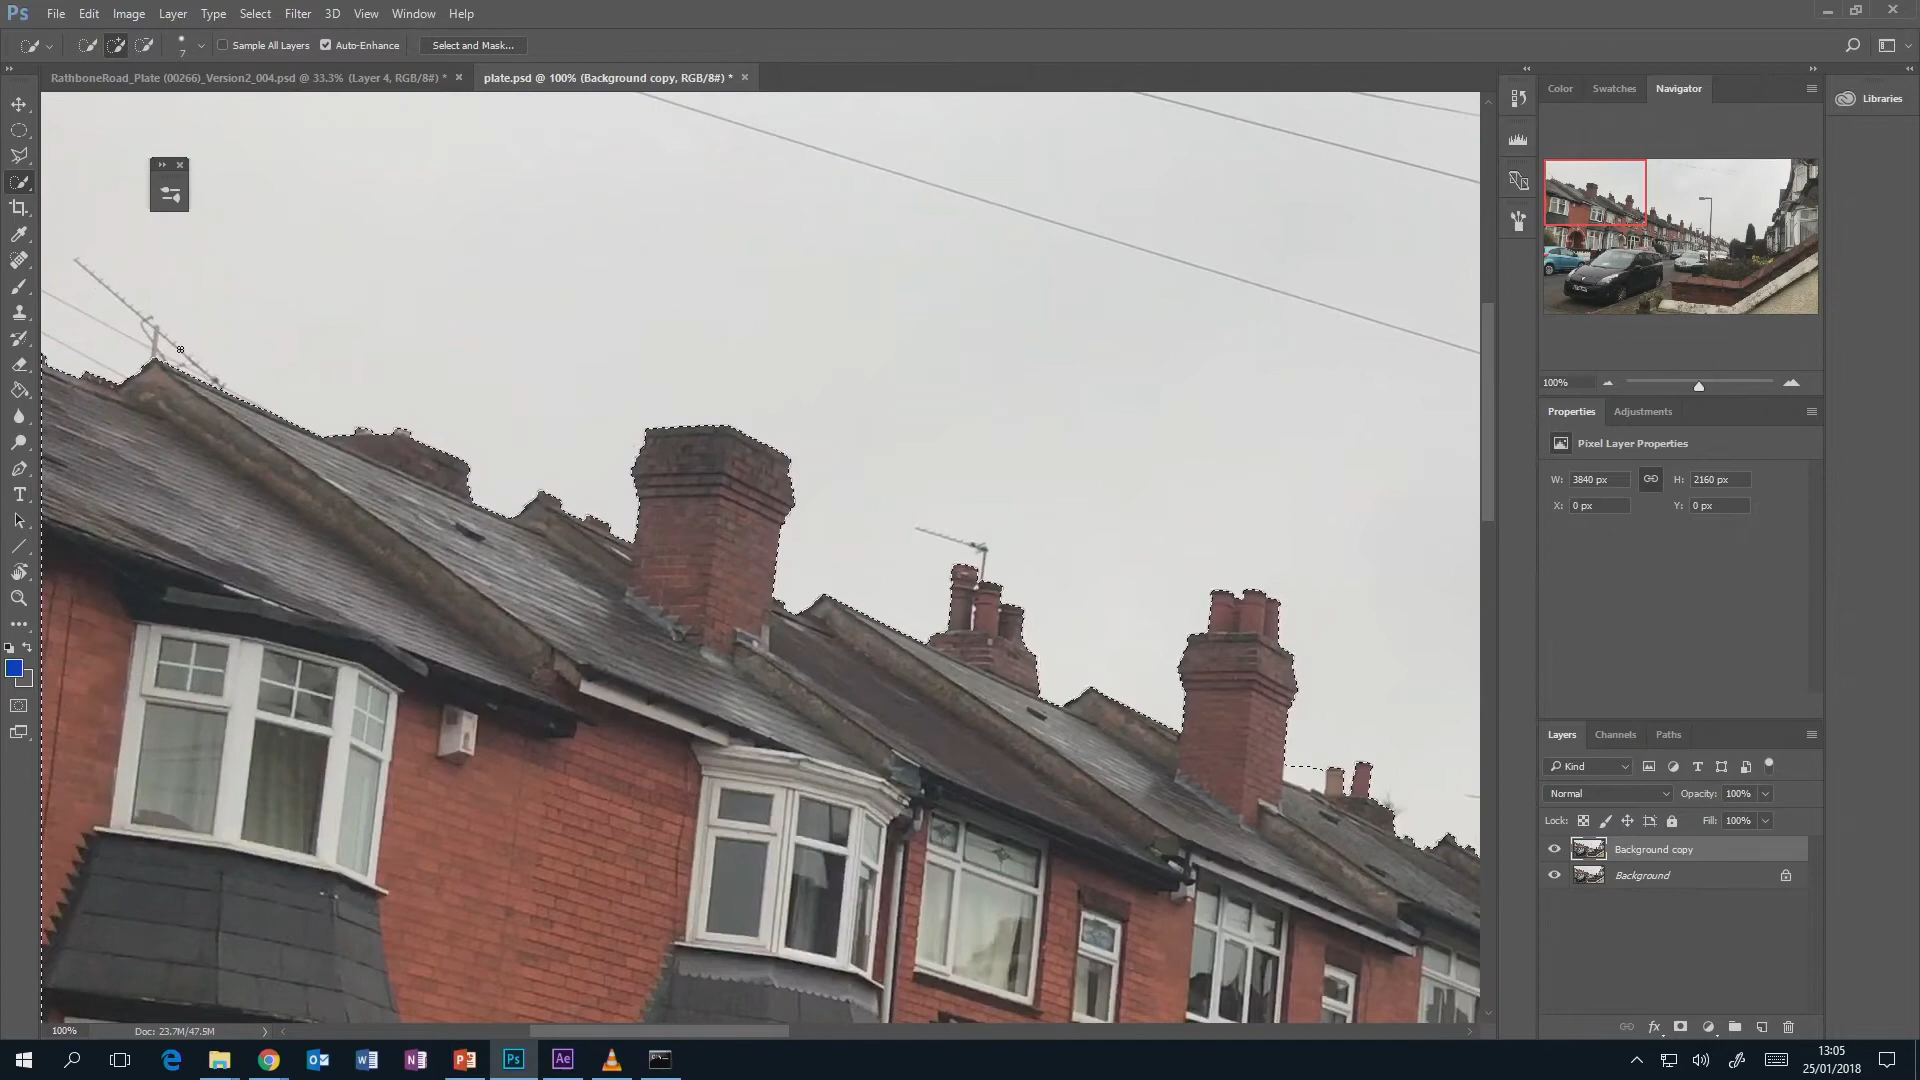 Ps File Edit Image Layer Type Select Filter 3D View Window Help
7 Sample All Layers Auto-Enhance Select and Mask...
RathboneRoad_Plate (00266)_Version2_004.psd @ 33.3% (Layer 4, RGB/8#) *
plate.psd @ 100% (Background copy, RGB/8#) *
Color Swatches Navigator
Libraries
100%
Properties Adjustments
Pixel Layer Properties
W: 3840 px H: 2160 px
X: 0 px Y: 0 px
Layers Channels Paths
Kind
Normal Opacity: 100%
Lock: Fill: 100%
Background copy
Background
100% Doc: 23.7M/47.5M
Ps Ae
13:05
25/01/2018